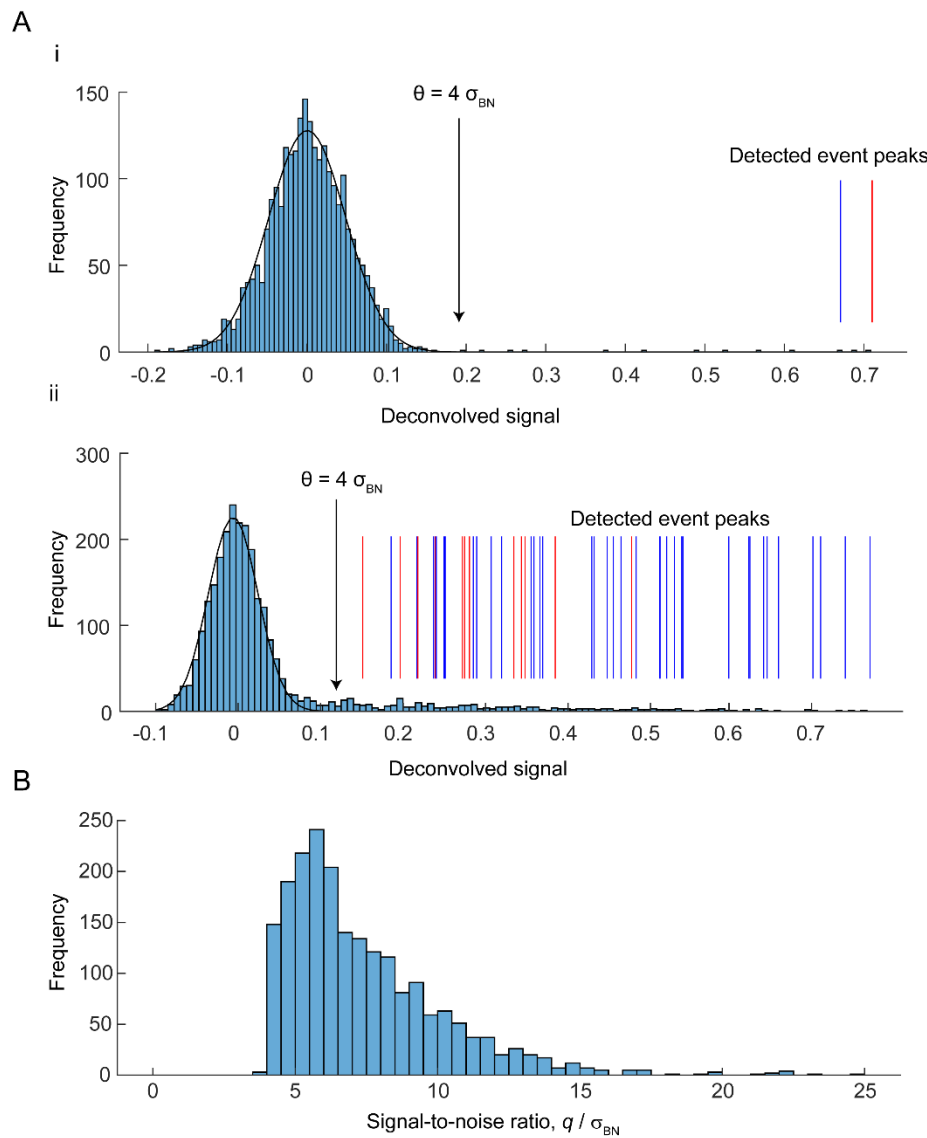 A
i
θ = 4 σBN
Detected event peaks
Frequency
150
100
50
0
-0.2 -0.1 0 0.1 0.2 0.3 0.4 0.5 0.6 0.7
Deconvolved signal
ii
θ = 4 σBN
Detected event peaks
Frequency
300
200
100
0
-0.1 0 0.1 0.2 0.3 0.4 0.5 0.6 0.7
Deconvolved signal
B
Frequency
250
200
150
100
50
0
0 5 10 15 20 25
Signal-to-noise ratio, q / σBN